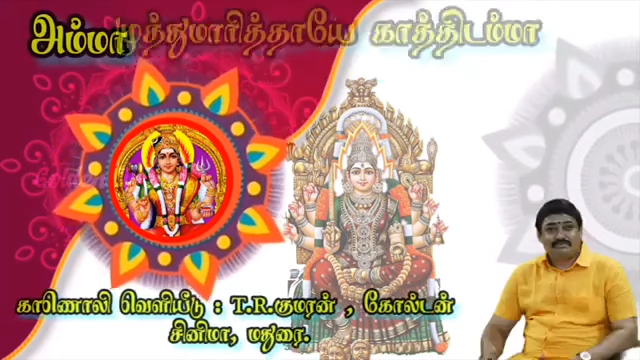 அம்மா முத்துமாரித்தாயே காத்திடம்மா
காணொலி வெளியீடு : T.R.குமரன் , கோல்டன்
சினிமா, மதுரை.